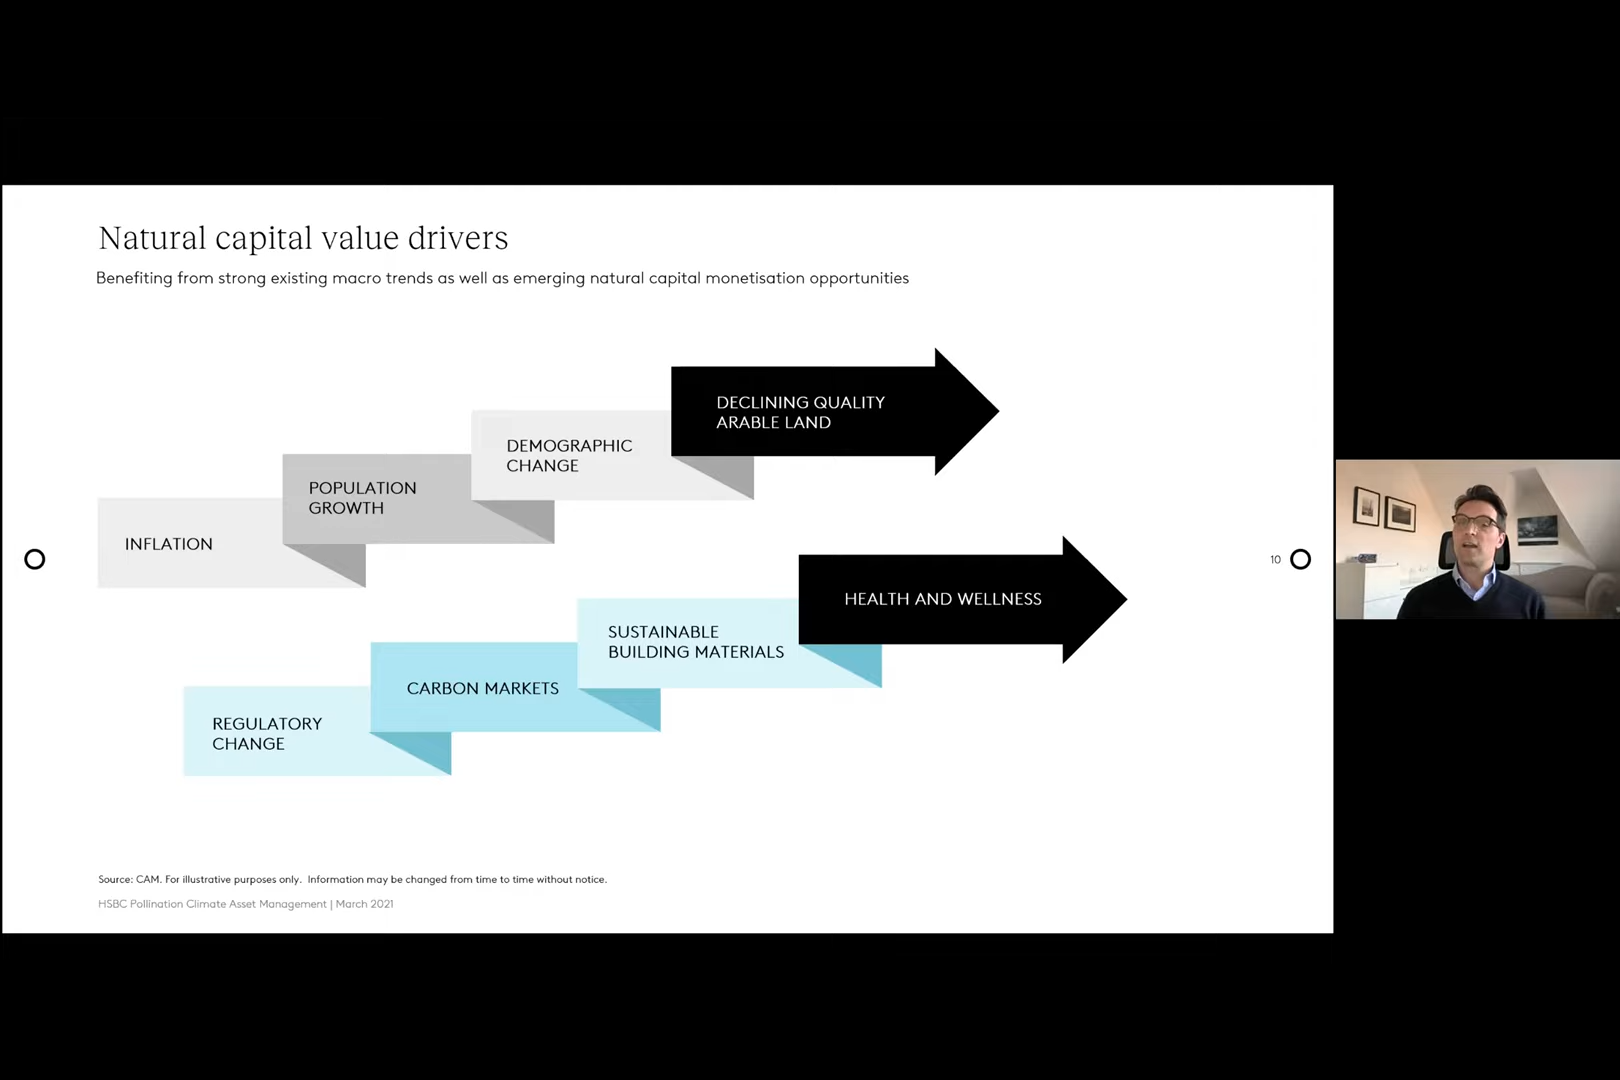 Natural capital value drivers
Benefiting from strong existing macro trends as well as emerging natural capital monetisation opportunities
DECLINING QUALITY
ARABLE LAND
DEMOGRAPHIC
CHANGE
POPULATION
GROWTH
INFLATION
HEALTH AND WELLNESS
SUSTAINABLE
BUILDING MATERIALS
CARBON MARKETS
REGULATORY
CHANGE
10
Source: CAM. For illustrative purposes only. Information may be changed from time to time without notice.
HSBC Pollination Climate Asset Management | March 2021